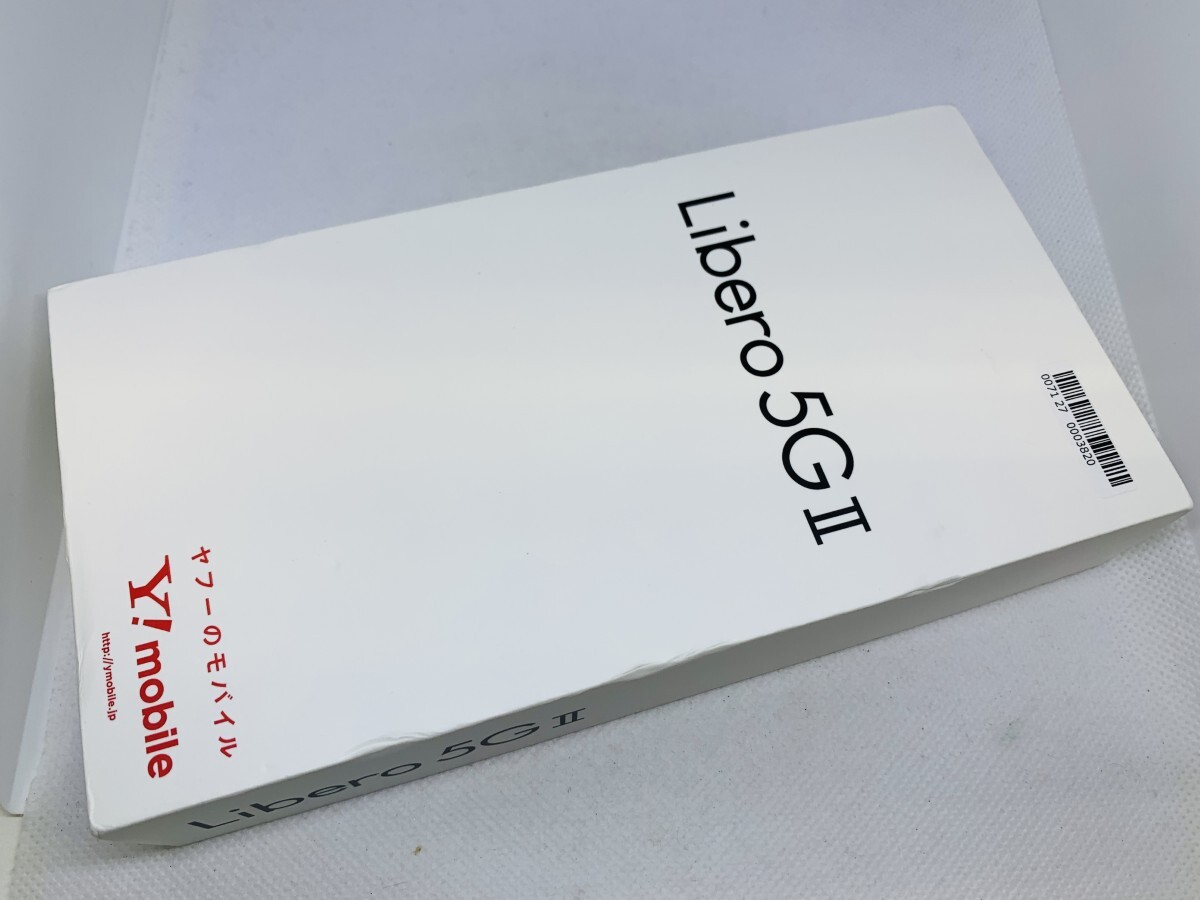 Libero 5G II
0071 27 0003820
ヤフーのモバイル
Y! mobile
http://ymobile.jp
Libero 5G II